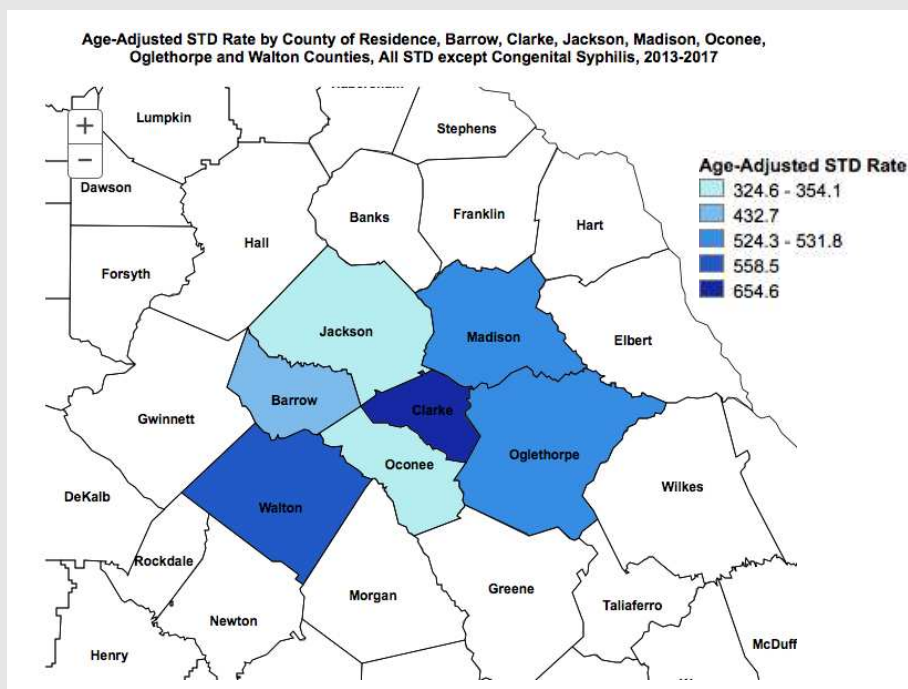 Age-Adjusted STD Rate by County of Residence, Barrow, Clarke, Jackson, Madison, Oconee,
Oglethorpe and Walton Counties, All STD except Congenital Syphilis, 2013-2017
+
−
Lumpkin
Stephens
Dawson
Banks
Franklin
Hart
Hall
Forsyth
Age-Adjusted STD Rate
324.6 - 354.1
432.7
524.3 - 531.8
558.5
654.6
Jackson
Madison
Elbert
Barrow
Clarke
Gwinnett
Oglethorpe
Oconee
Wilkes
DeKalb
Walton
Rockdale
Morgan
Greene
Taliaferro
Newton
McDuff
Henry